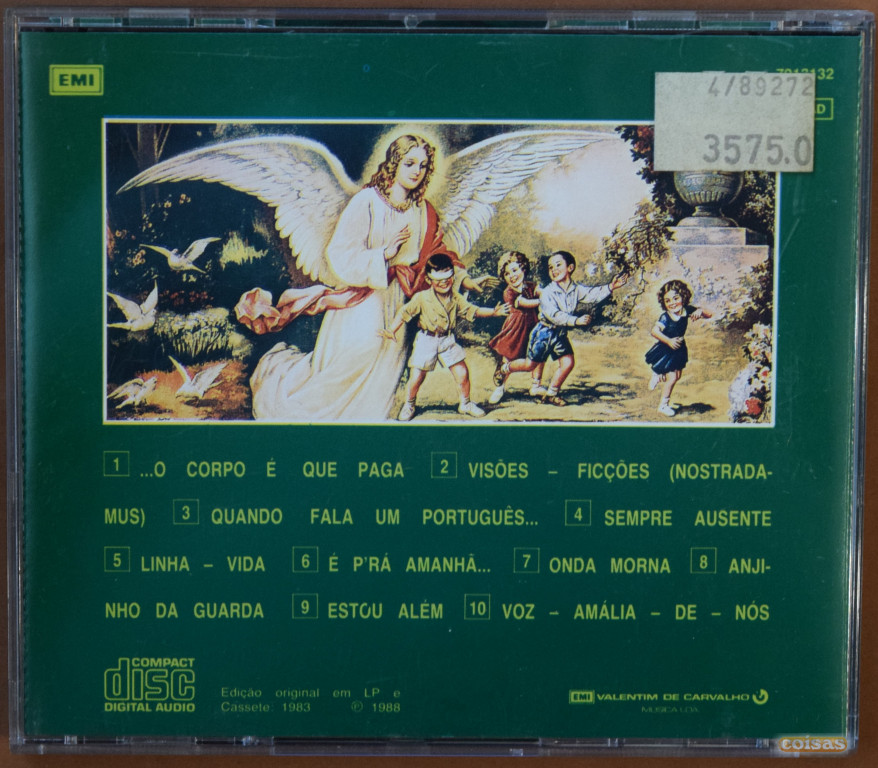 EMI
4/89272
3575.0
1 ...O CORPO É QUE PAGA 2 VISÕES – FICÇÕES (NOSTRADA-
MUS) 3 QUANDO FALA UM PORTUGUÊS... 4 SEMPRE AUSENTE
5 LINHA – VIDA 6 É P'RÁ AMANHÃ... 7 ONDA MORNA 8 ANJI-
NHO DA GUARDA 9 ESTOU ALÉM 10 VOZ – AMÁLIA – DE – NÓS
COMPACT
disc
DIGITAL AUDIO
Edição original em LP e
Cassete: 1983 ℗ 1988
EMI VALENTIM DE CARVALHO
MÚSICA LDA
coisas